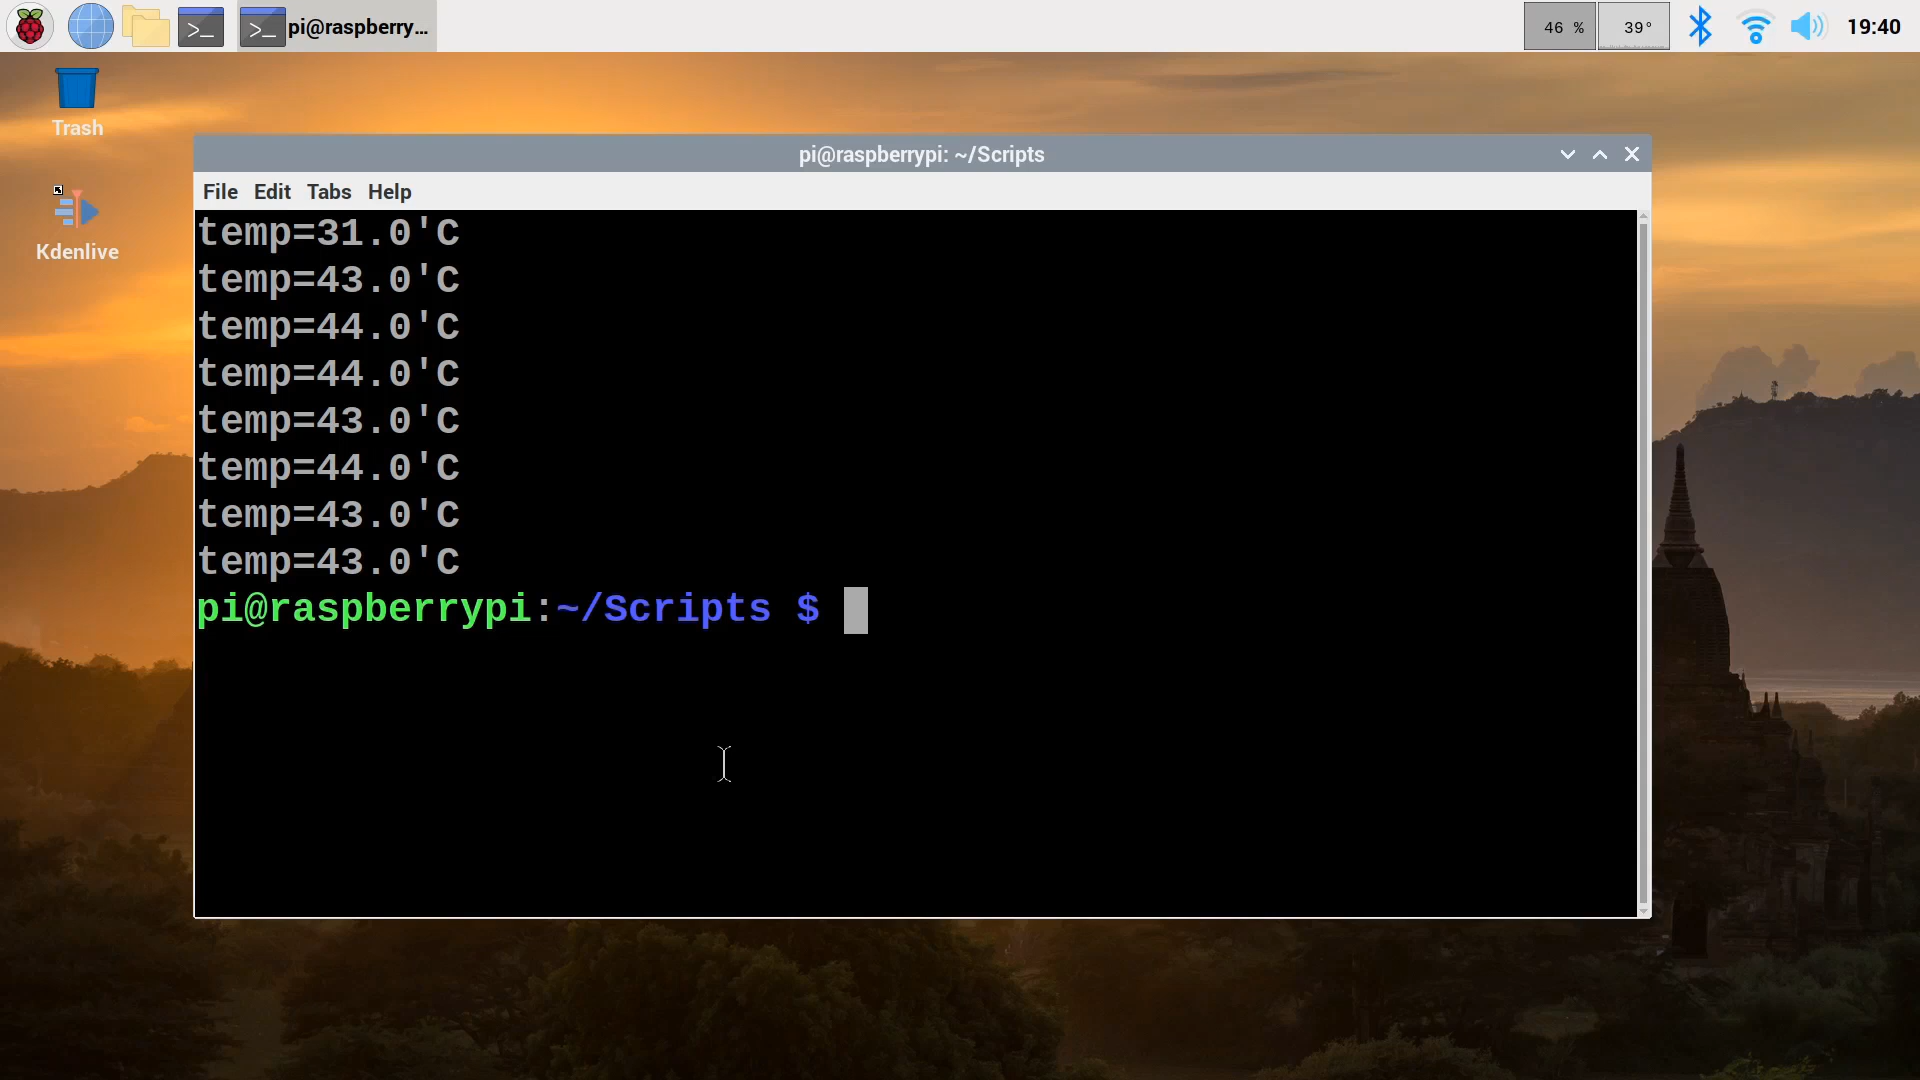 pi@raspberry...
46 %
39°
19:40
Trash
Kdenlive
pi@raspberrypi: ~/Scripts
File Edit Tabs Help
temp=31.0'C
temp=43.0'C
temp=44.0'C
temp=44.0'C
temp=43.0'C
temp=44.0'C
temp=43.0'C
temp=43.0'C
pi@raspberrypi:~/Scripts $